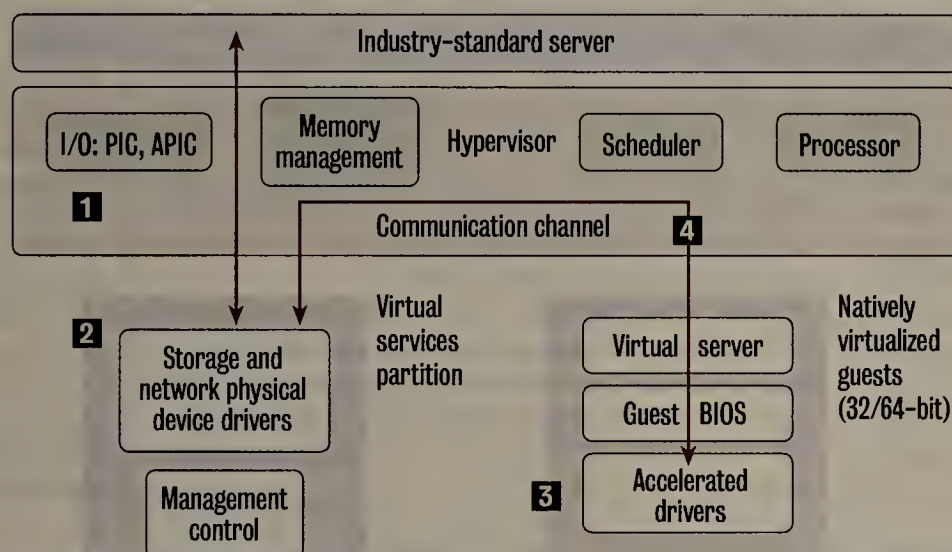 Industry-standard server
I/O: PIC, APIC
Memory
management
Hypervisor
Scheduler
Processor
1
Communication channel
4
2
Storage and
network physical
device drivers
Virtual
services
partition
Management
control
Virtual server
Guest BIOS
3
Accelerated
drivers
Natively
virtualized
guests
(32/64-bit)